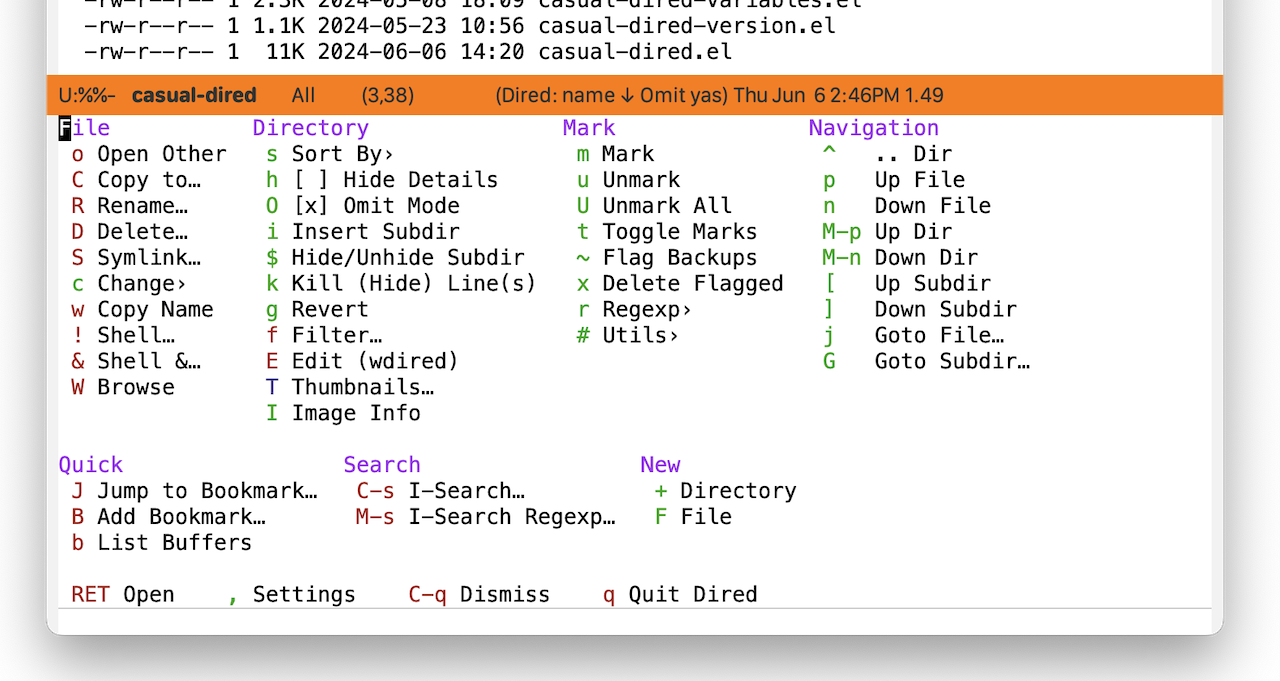 -rw-r--r-- 1 2.3K 2024-05-08 18:09 casual-dired-variables.el
-rw-r--r-- 1 1.1K 2024-05-23 10:56 casual-dired-version.el
-rw-r--r-- 1  11K 2024-06-06 14:20 casual-dired.el
U:%%-  casual-dired    All    (3,38)    (Dired: name ↓ Omit yas) Thu Jun  6 2:46PM 1.49
File           Directory               Mark               Navigation
 o Open Other   s Sort By›              m Mark             ^   .. Dir
 C Copy to…     h [ ] Hide Details      u Unmark           p   Up File
 R Rename…      O [x] Omit Mode         U Unmark All       n   Down File
 D Delete…      i Insert Subdir         t Toggle Marks     M-p Up Dir
 S Symlink…     $ Hide/Unhide Subdir    ~ Flag Backups     M-n Down Dir
 c Change›      k Kill (Hide) Line(s)   x Delete Flagged   [   Up Subdir
 w Copy Name    g Revert                r Regexp›          ]   Down Subdir
 ! Shell…       f Filter…               # Utils›           j   Goto File…
 & Shell &…     E Edit (wdired)                            G   Goto Subdir…
 W Browse       T Thumbnails…
                I Image Info
Quick                 Search                 New
 J Jump to Bookmark…   C-s I-Search…          + Directory
 B Add Bookmark…       M-s I-Search Regexp…   F File
 b List Buffers
 RET Open    , Settings    C-q Dismiss    q Quit Dired